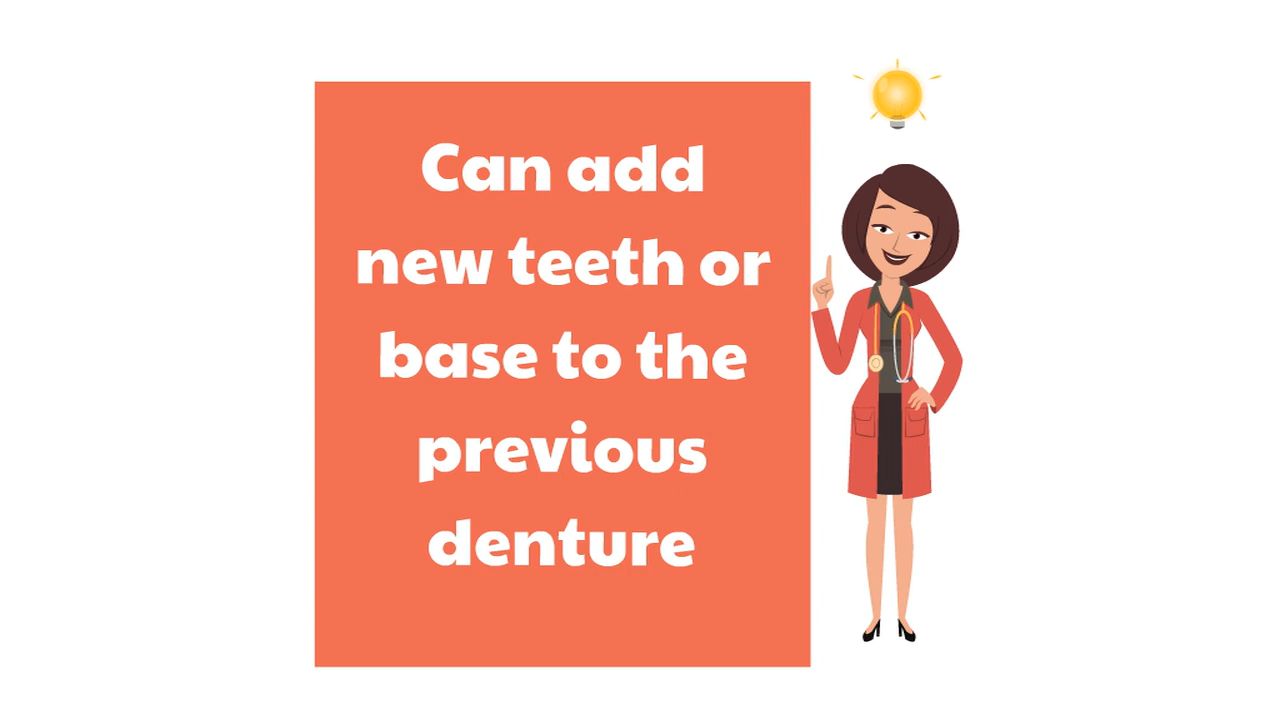 Can add
new teeth or
base to the
previous
denture